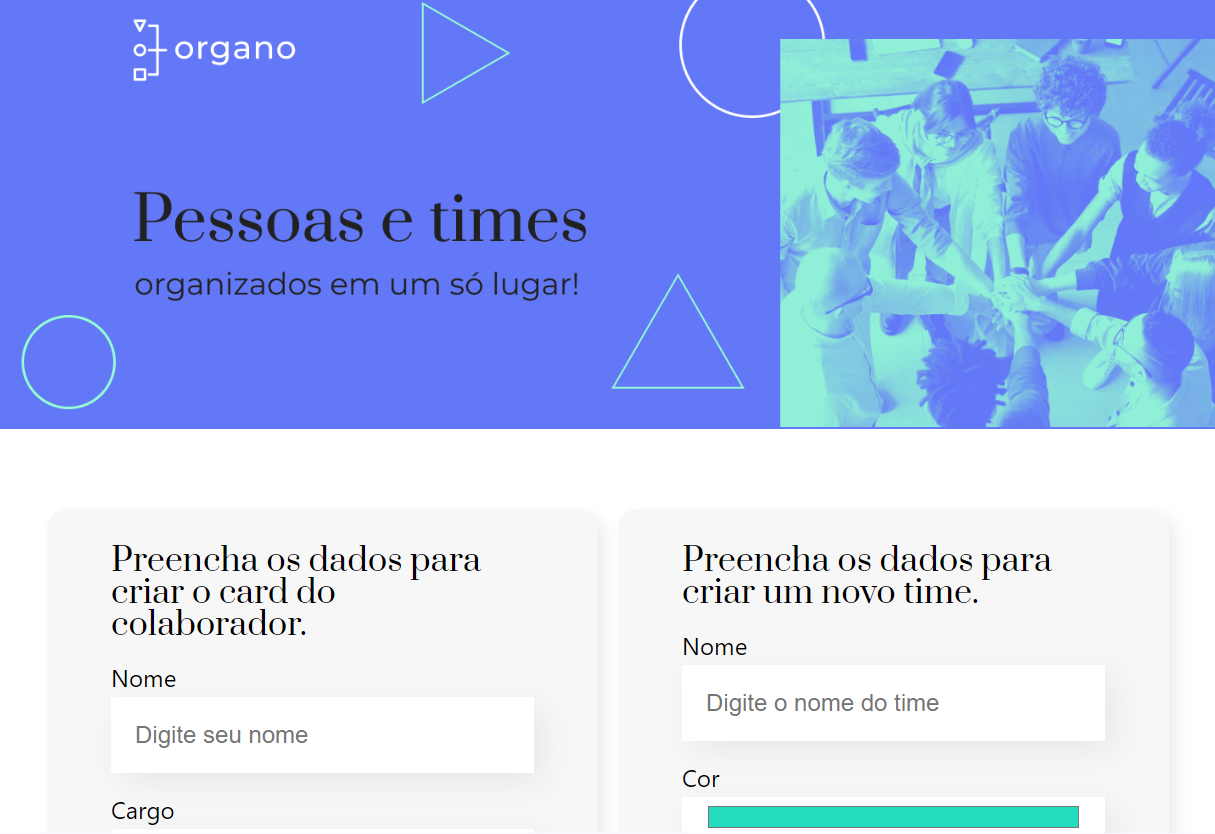 organo
Pessoas e times
organizados em um só lugar!
Preencha os dados para
criar o card do
colaborador.
Nome
Digite seu nome
Cargo
Preencha os dados para
criar um novo time.
Nome
Digite o nome do time
Cor